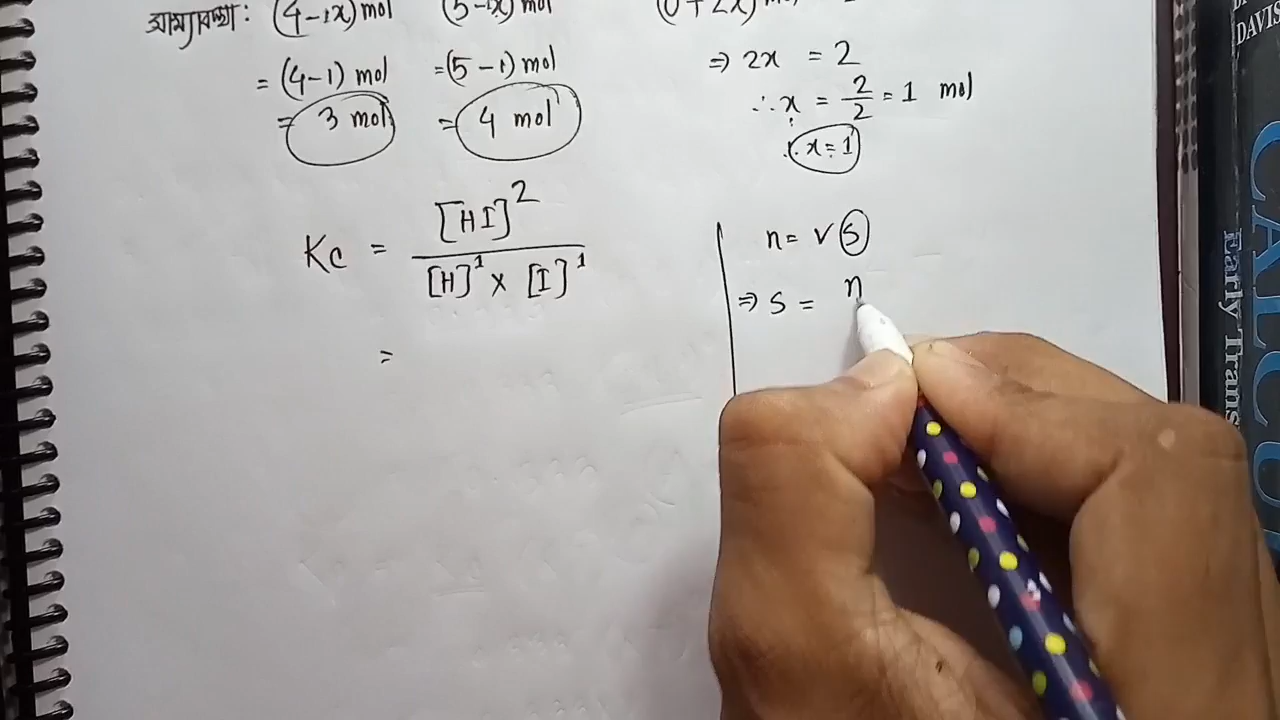 সাম্যাবস্থা: (4-1x) mol (5-1x) mol (0+2x)
= (4-1) mol = (5-1) mol
= 3 mol = 4 mol
⇒ 2x = 2
∴ x = 2/2 = 1 mol
∴ x = 1
Kc = [HI]² / [H]¹ × [I]¹
=
n = VS
⇒ S = n
DAVIS
CALCU
Early Trans